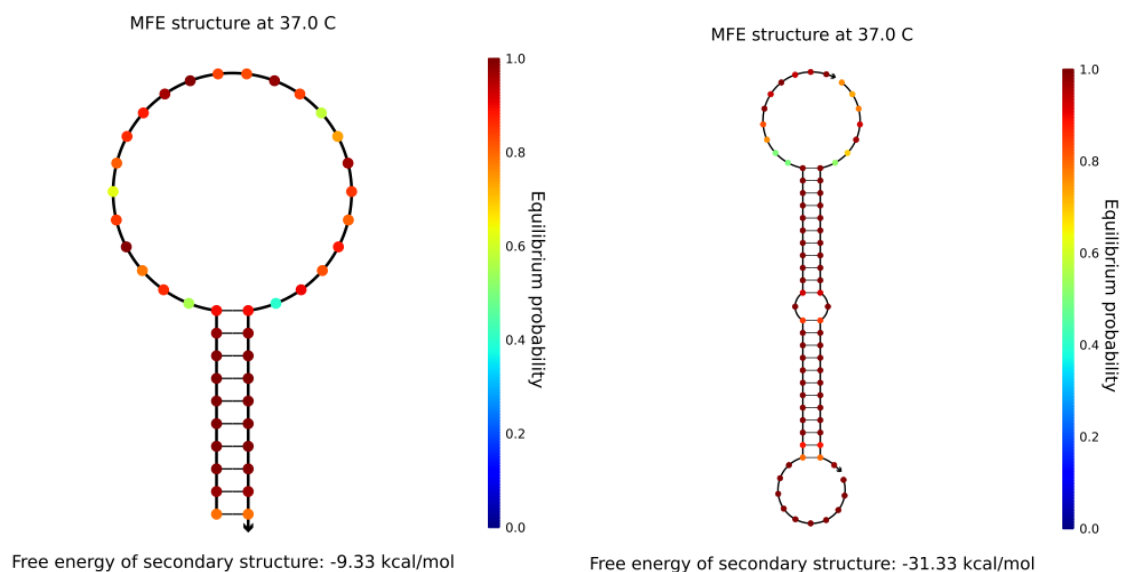 MFE structure at 37.0 C
1.0
0.8
0.6
0.4
0.2
0.0
Equilibrium probability
Free energy of secondary structure: -9.33 kcal/mol
MFE structure at 37.0 C
1.0
0.8
0.6
0.4
0.2
0.0
Equilibrium probability
Free energy of secondary structure: -31.33 kcal/mol